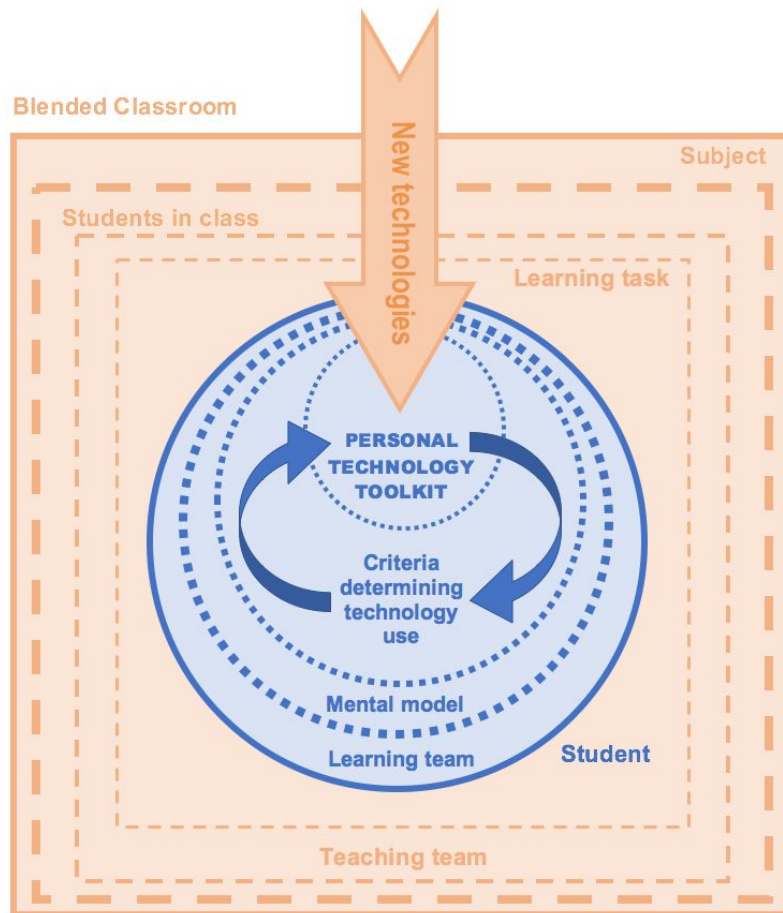 Blended Classroom
New technologies
Subject
Students in class
Learning task
PERSONAL
TECHNOLOGY
TOOLKIT
Criteria
determining
technology
use
Mental model
Learning team
Student
Teaching team